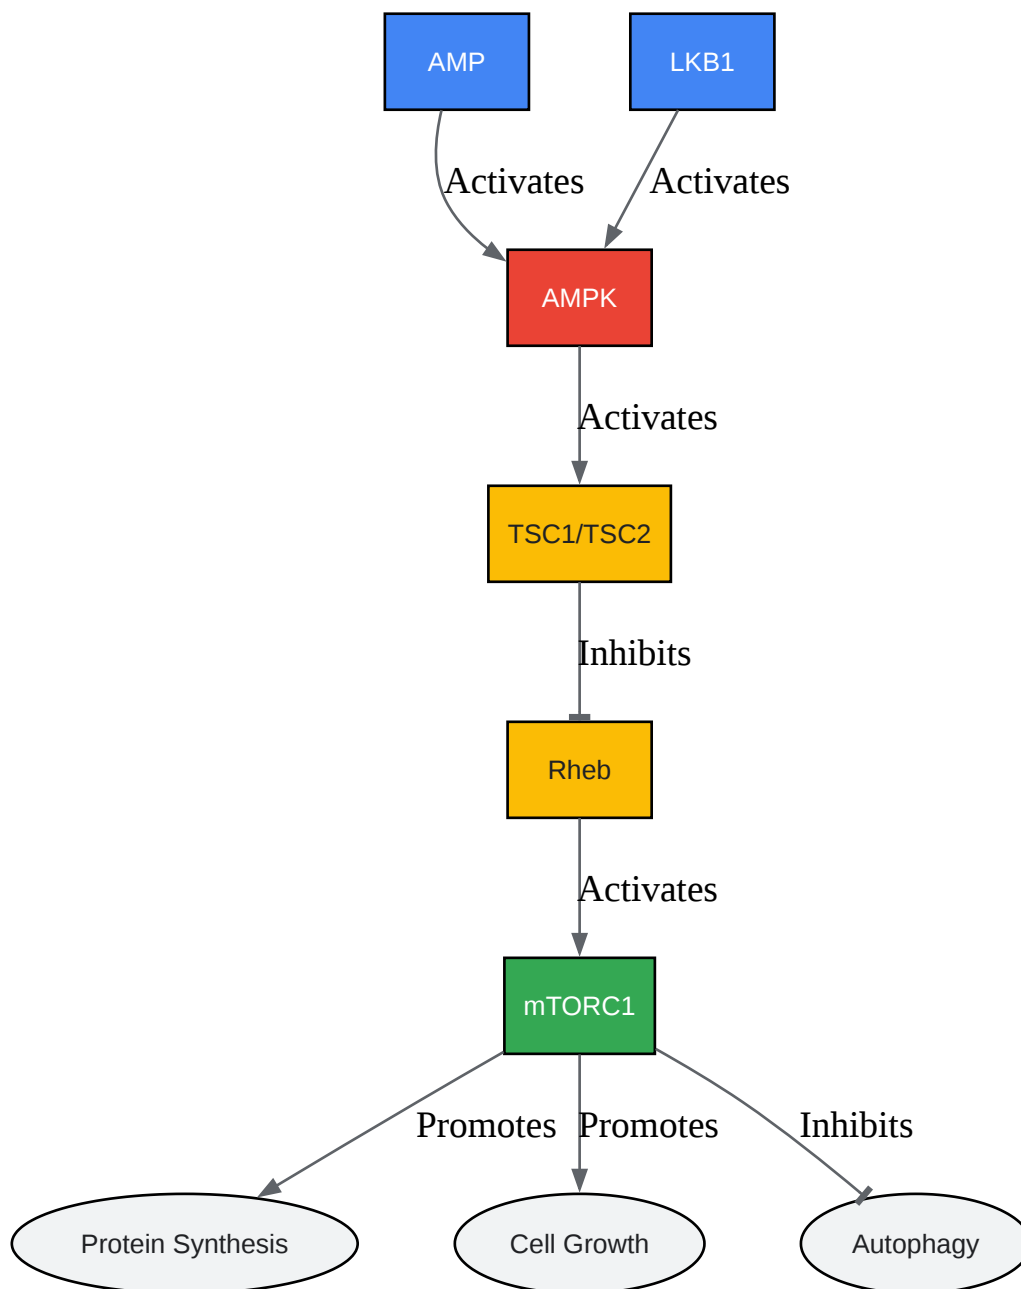 AMP
LKB1
Activates
Activates
AMPK
Activates
TSC1/TSC2
Inhibits
Rheb
Activates
mTORC1
Promotes
Promotes
Inhibits
Protein Synthesis
Cell Growth
Autophagy